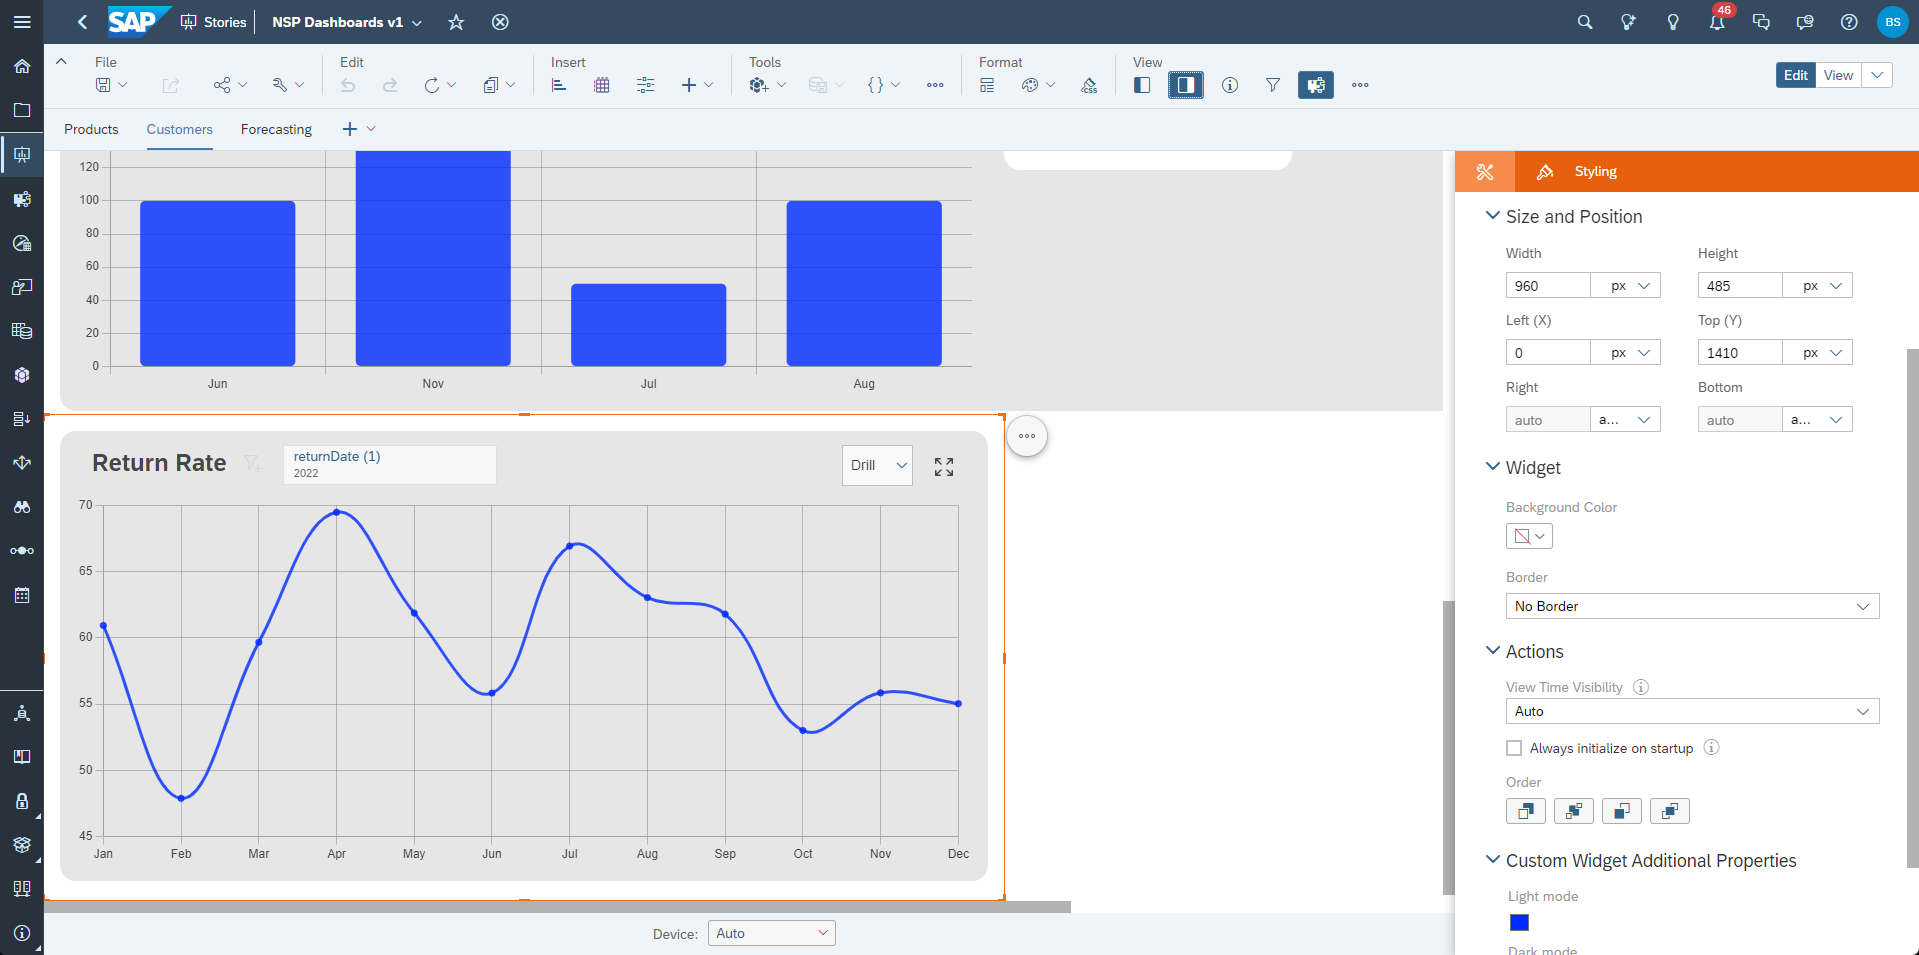 SAP Stories NSP Dashboards v1 46 BS
File Edit Insert Tools Format View
CSS Edit View
Products Customers Forecasting
Styling
120
100
80
60
40
20
0
Jun Nov Jul Aug
Return Rate
returnDate (1)
2022
Drill
70
65
60
55
50
45
Jan Feb Mar Apr May Jun Jul Aug Sep Oct Nov Dec
Device: Auto
Size and Position
Width Height
960 px 485 px
Left (X) Top (Y)
0 px 1410 px
Right Bottom
auto a... auto a...
Widget
Background Color
Border
No Border
Actions
View Time Visibility
Auto
Always initialize on startup
Order
Custom Widget Additional Properties
Light mode
Dark mode